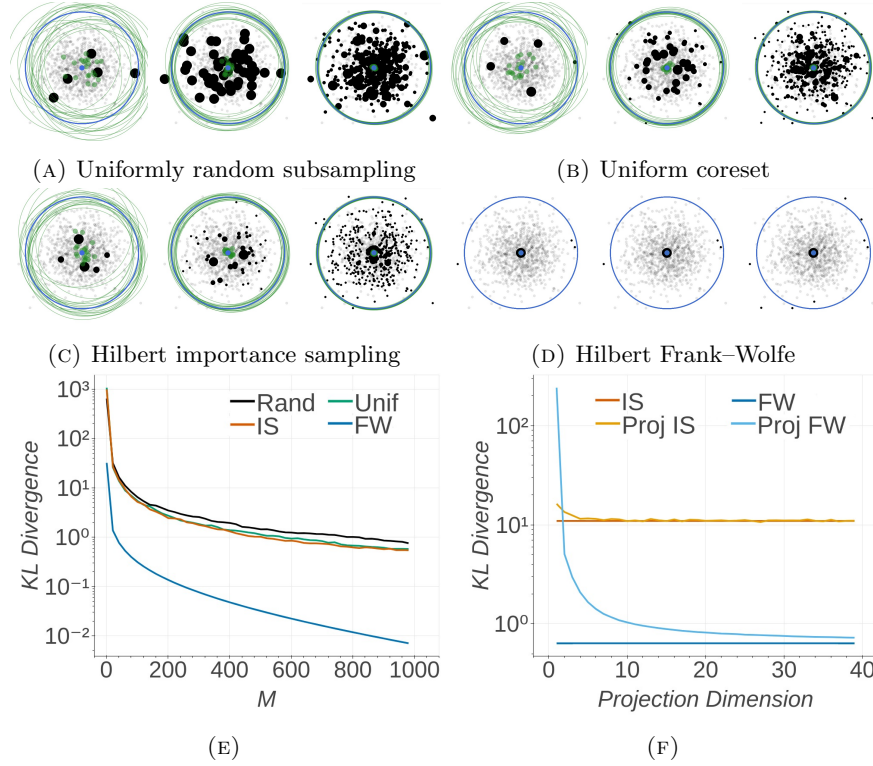 (A) Uniformly random subsampling
(B) Uniform coreset
(C) Hilbert importance sampling
(D) Hilbert Frank–Wolfe
10³
10²
10¹
10⁰
10⁻¹
10⁻²
KL Divergence
Rand
Unif
IS
FW
0
200
400
600
800
1000
M
(E)
10²
10¹
10⁰
KL Divergence
IS
FW
Proj IS
Proj FW
0
10
20
30
40
Projection Dimension
(F)